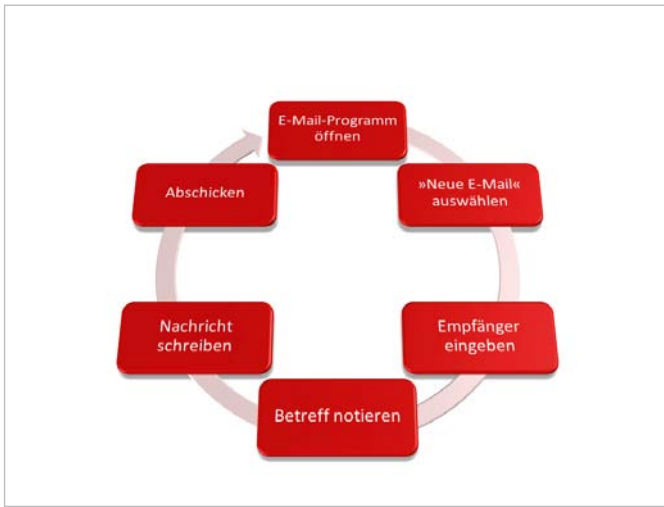 E-Mail-Programm
öffnen
»Neue E-Mail«
auswählen
Empfänger
eingeben
Betreff notieren
Nachricht
schreiben
Abschicken